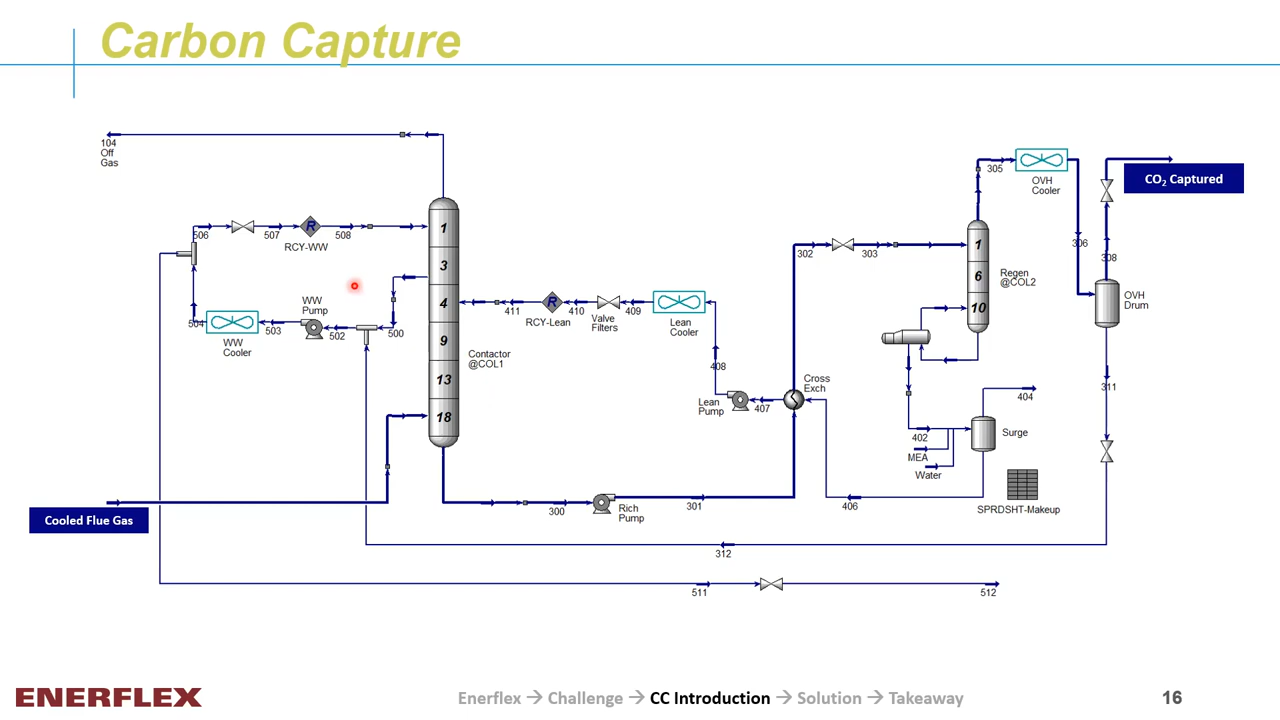 Carbon Capture
104
Off
Gas
506
507
R
508
RCY-WW
504
WW
Cooler
503
WW
Pump
502
500
1
3
4
9
13
18
Contactor
@COL1
411
R
RCY-Lean
410
Valve
Filters
409
Lean
Cooler
408
Lean
Pump
407
Cross
Exch
302
303
305
OVH
Cooler
CO₂ Captured
306
308
1
6
10
Regen
@COL2
OVH
Drum
311
404
402
MEA
Water
Surge
406
SPRDSHT-Makeup
Cooled Flue Gas
300
Rich
Pump
301
312
511
512
ENERFLEX
Enerflex → Challenge → CC Introduction → Solution → Takeaway
16